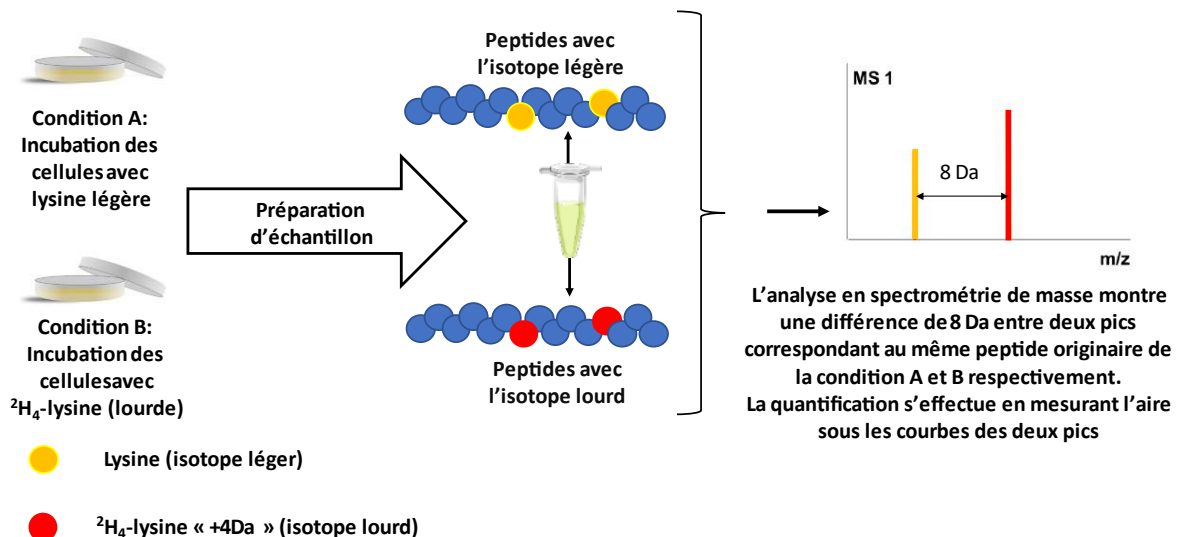 Condition A:
Incubation des
cellules avec
lysine légère
Condition B:
Incubation des
cellulesavec
²H₄-lysine (lourde)
Préparation
d'échantillon
Peptides avec
l'isotope légère
Peptides avec
l'isotope lourd
MS 1
8 Da
m/z
L'analyse en spectrométrie de masse montre
une différence de 8 Da entre deux pics
correspondant au même peptide originaire de
la condition A et B respectivement.
La quantification s'effectue en mesurant l'aire
sous les courbes des deux pics
Lysine (isotope léger)
²H₄-lysine « +4Da » (isotope lourd)